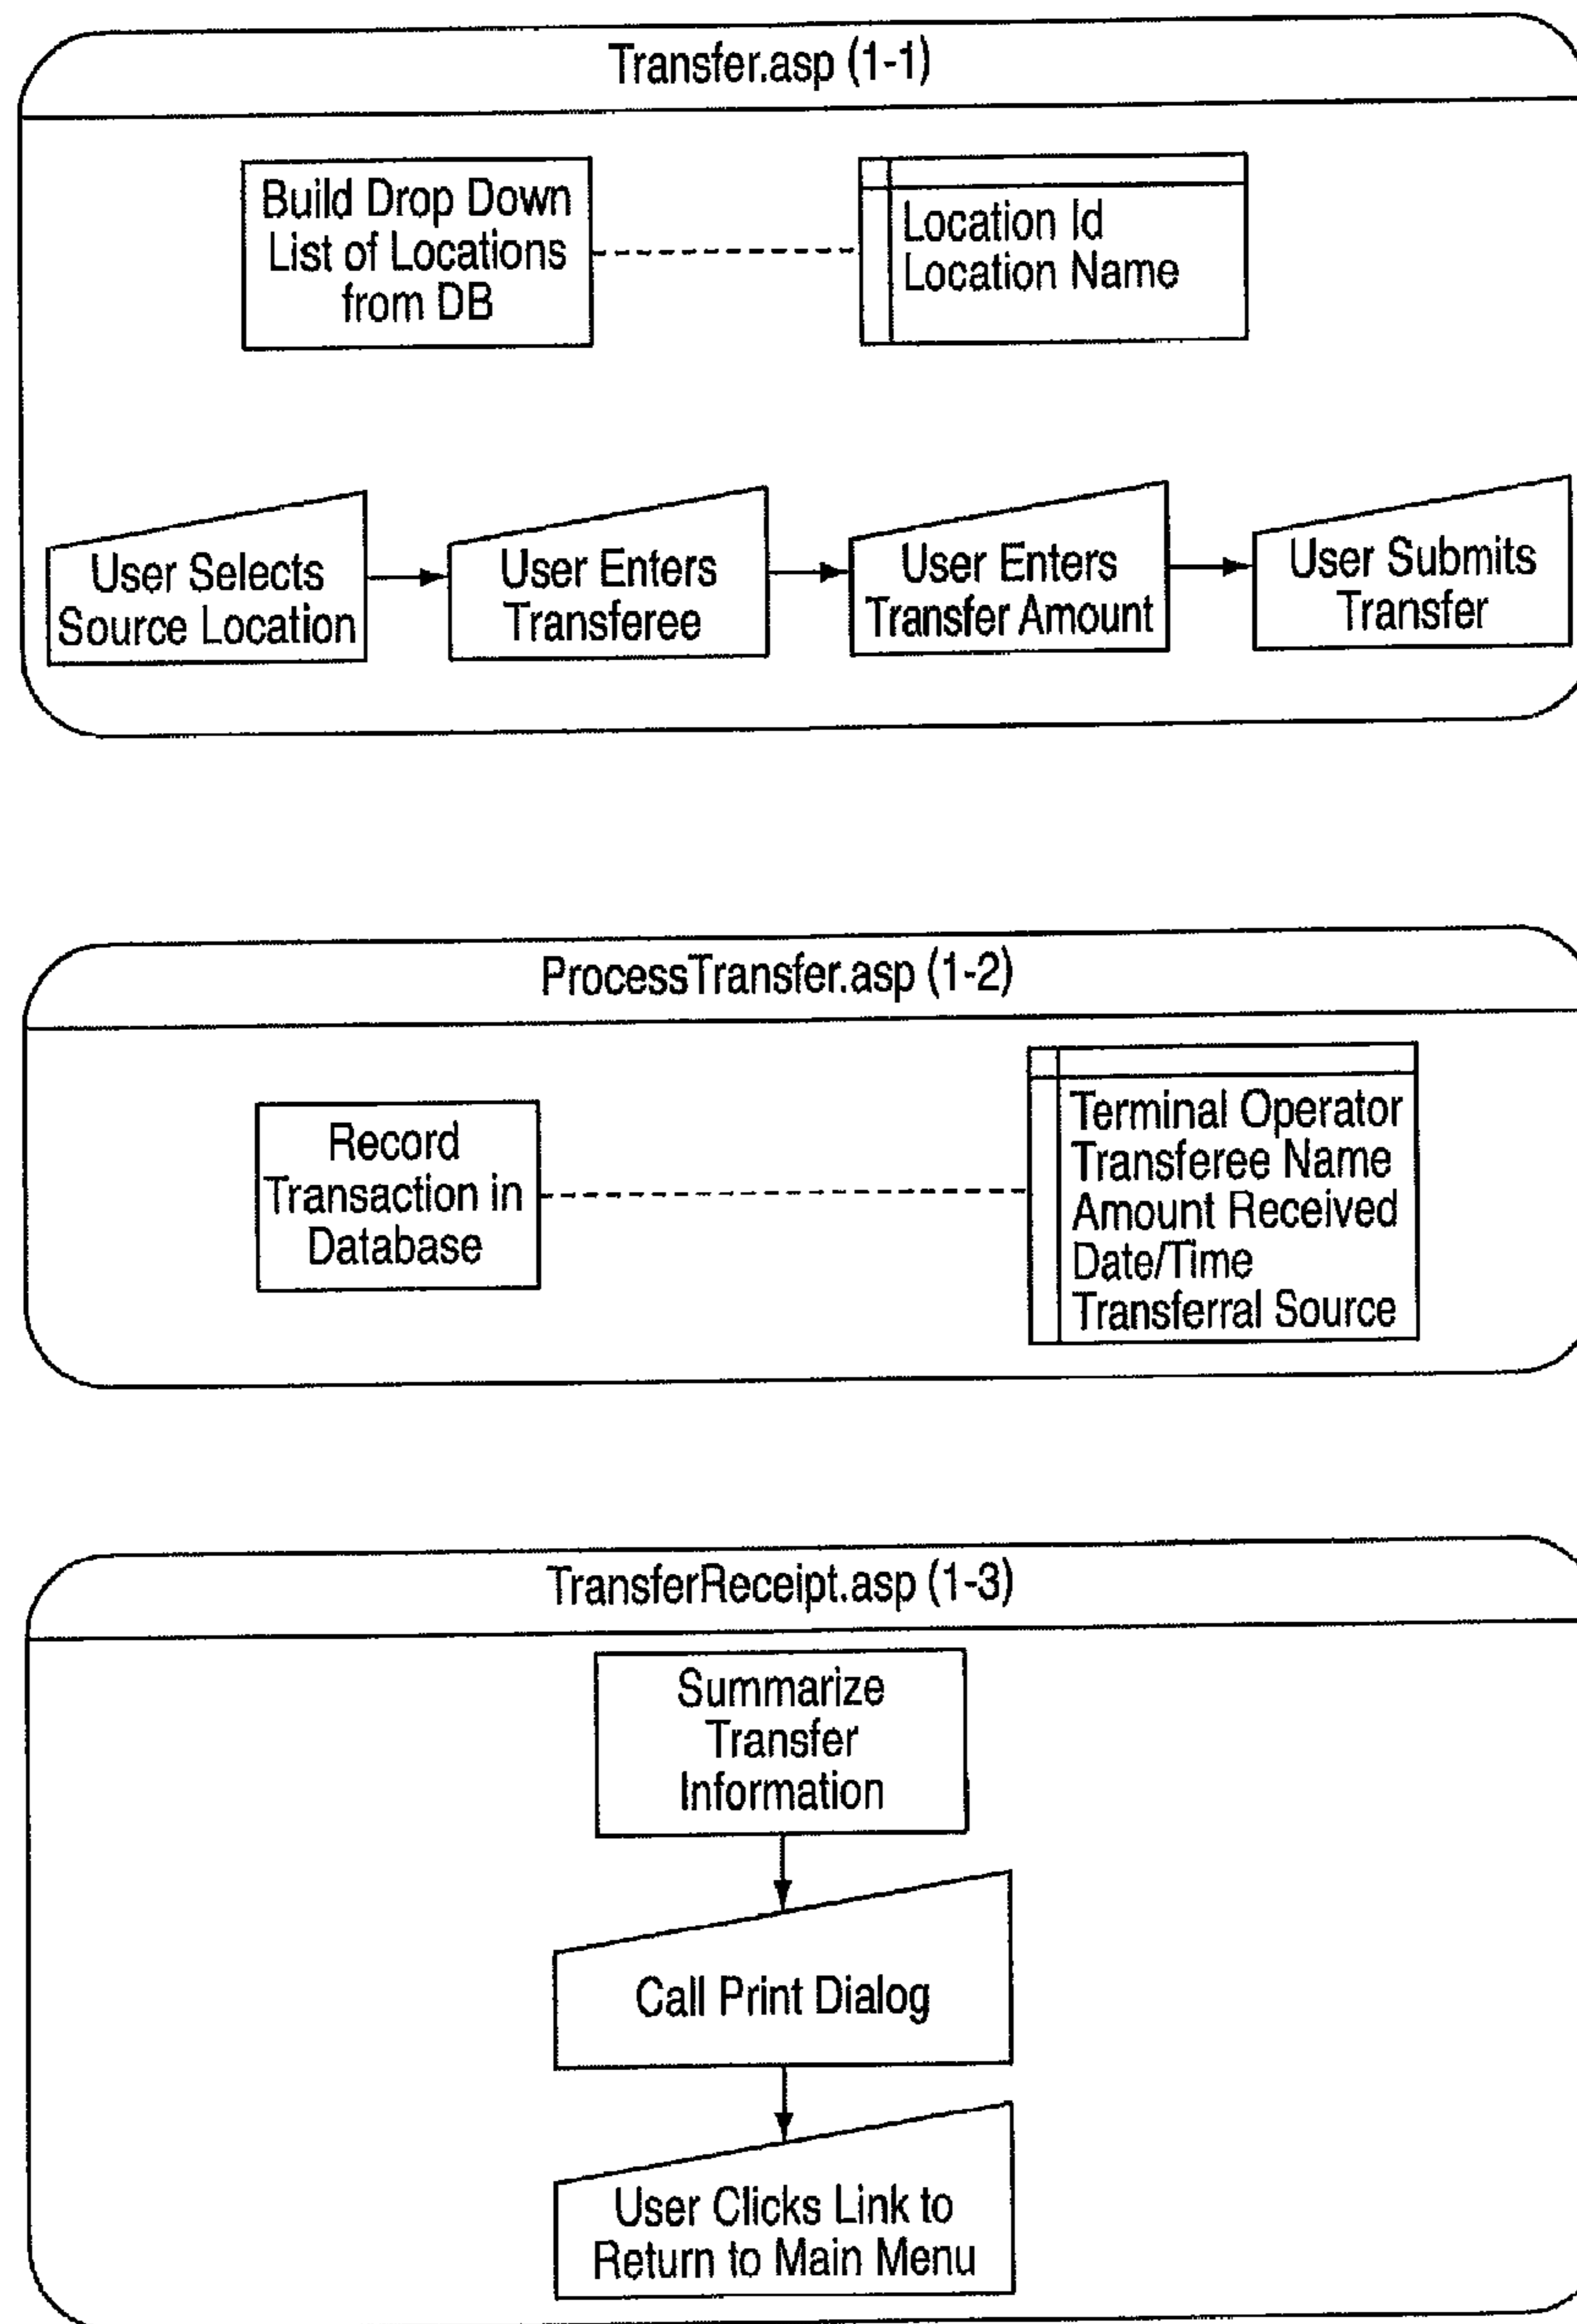 Transfer.asp (1-1)
Build Drop Down
List of Locations
from DB
Location Id
Location Name
User Selects
Source Location
User Enters
Transferee
User Enters
Transfer Amount
User Submits
Transfer
ProcessTransfer.asp (1-2)
Record
Transaction in
Database
Terminal Operator
Transferee Name
Amount Received
Date/Time
Transferral Source
TransferReceipt.asp (1-3)
Summarize
Transfer
Information
Call Print Dialog
User Clicks Link to
Return to Main Menu